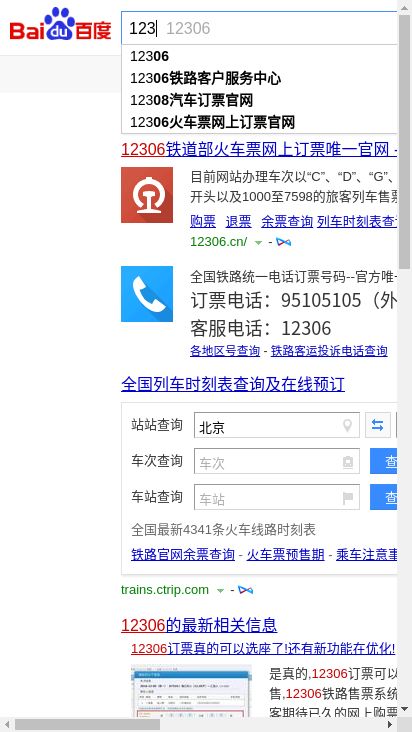 Bai du 百度
123 12306
12306
12306铁路客户服务中心
12308汽车订票官网
12306火车票网上订票官网
12306铁道部火车票网上订票唯一官网 -
目前网站办理车次以“C”、“D”、“G”、
开头以及1000至7598的旅客列车售票
购票 退票 余票查询 列车时刻表查
12306.cn/ -
全国铁路统一电话订票号码--官方唯一
订票电话：95105105（外
客服电话：12306
各地区号查询 - 铁路客运投诉电话查询
全国列车时刻表查询及在线预订
站站查询 北京
车次查询 车次 查
车站查询 车站 查
全国最新4341条火车线路时刻表
铁路官网余票查询 - 火车票预售期 - 乘车注意事
trains.ctrip.com -
12306的最新相关信息
12306订票真的可以选座了!还有新功能在优化!
是真的,12306订票可以
售,12306铁路售票系统
客期待已久的网上购票